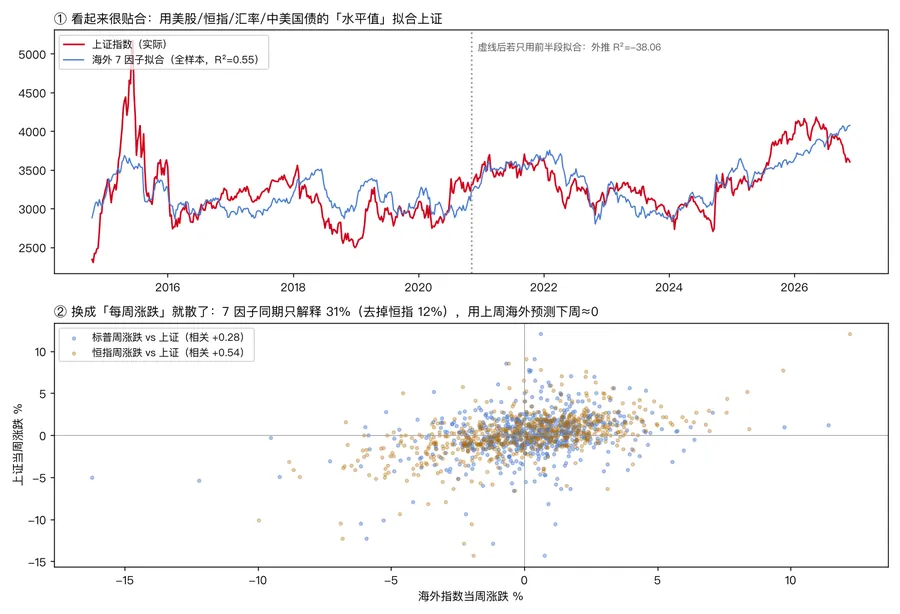 ① 看起来很贴合：用美股/恒指/汇率/中美国债的「水平值」拟合上证
上证指数（实际）
海外 7 因子拟合（全样本，R²=0.55）
虚线后若只用前半段拟合：外推 R²=−38.06
5000
4500
4000
3500
3000
2500
2016
2018
2020
2022
2024
2026
② 换成「每周涨跌」就散了：7 因子同期只解释 31%（去掉恒指 12%），用上周海外预测下周≈0
标普周涨跌 vs 上证（相关 +0.28）
恒指周涨跌 vs 上证（相关 +0.54）
上证当周涨跌 %
10
5
0
−5
−10
−15
−15
−10
−5
0
5
10
海外指数当周涨跌 %